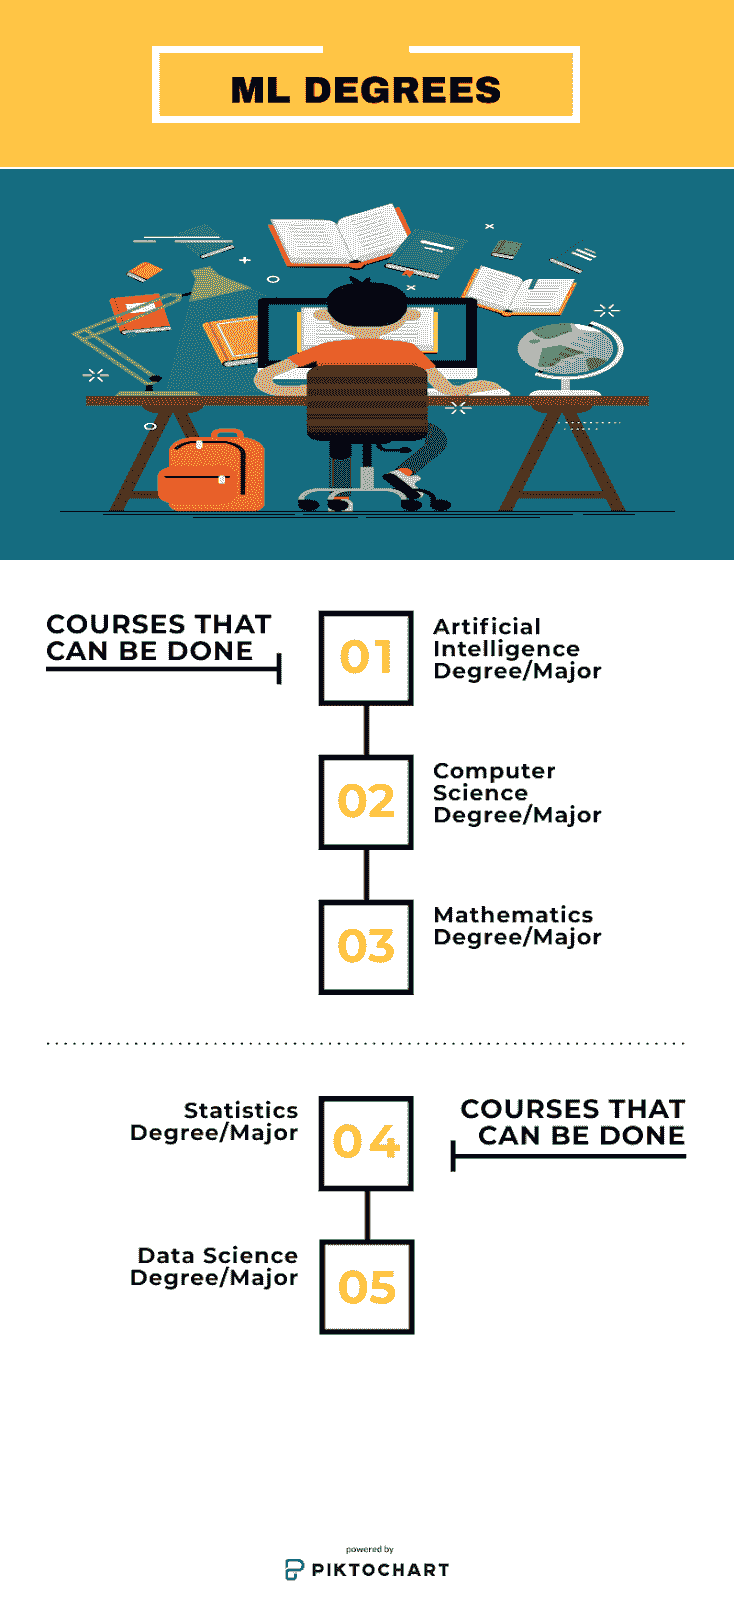 ML DEGREES
COURSES THAT
CAN BE DONE
01
Artificial
Intelligence
Degree/Major
02
Computer
Science
Degree/Major
03
Mathematics
Degree/Major
Statistics
Degree/Major
04
COURSES THAT
CAN BE DONE
Data Science
Degree/Major
05
powered by
PIKTOCHART